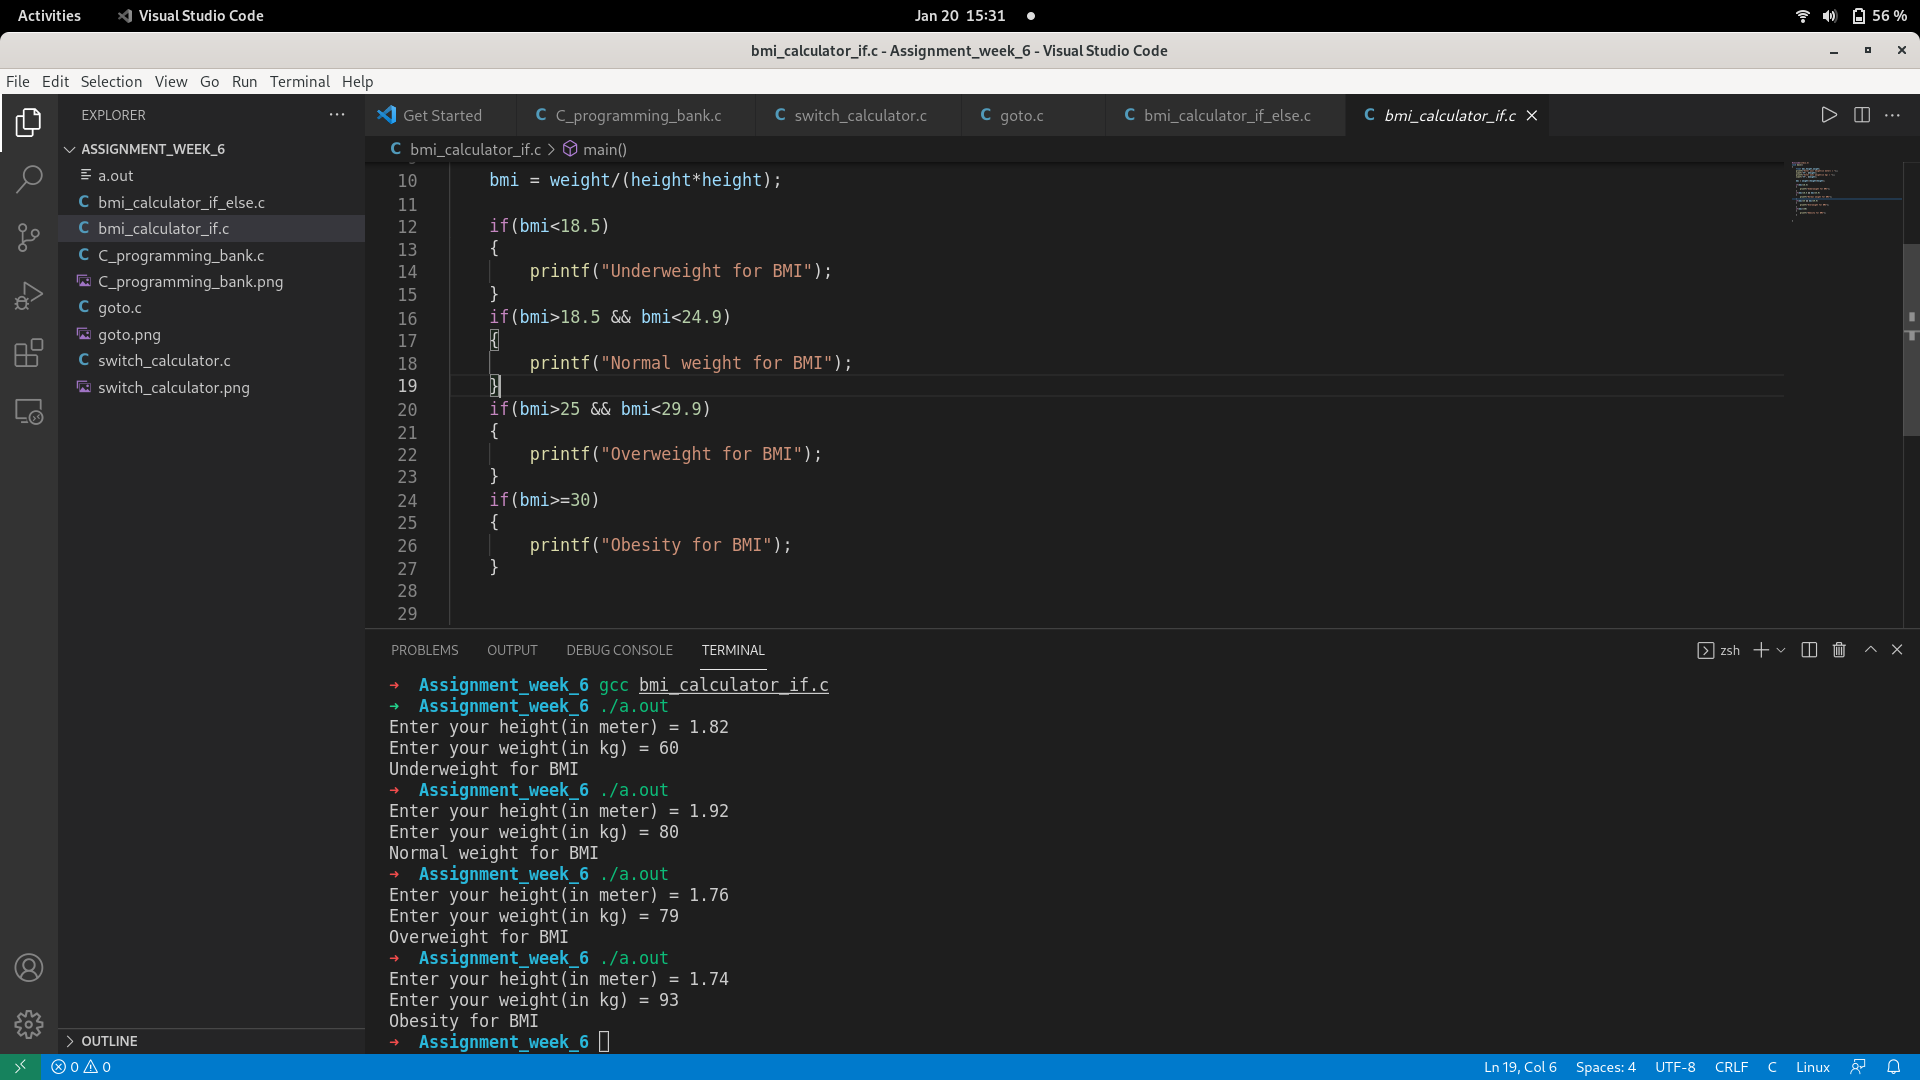 Activities Visual Studio Code Jan 20 15:31 56 %
bmi_calculator_if.c - Assignment_week_6 - Visual Studio Code
File Edit Selection View Go Run Terminal Help
EXPLORER
ASSIGNMENT_WEEK_6
a.out
C bmi_calculator_if_else.c
C bmi_calculator_if.c
C C_programming_bank.c
C_programming_bank.png
C goto.c
goto.png
C switch_calculator.c
switch_calculator.png
OUTLINE
Get Started C C_programming_bank.c C switch_calculator.c C goto.c C bmi_calculator_if_else.c C bmi_calculator_if.c
C bmi_calculator_if.c > main()
10 bmi = weight/(height*height);
11
12 if(bmi<18.5)
13 {
14 printf("Underweight for BMI");
15 }
16 if(bmi>18.5 && bmi<24.9)
17 {
18 printf("Normal weight for BMI");
19 }
20 if(bmi>25 && bmi<29.9)
21 {
22 printf("Overweight for BMI");
23 }
24 if(bmi>=30)
25 {
26 printf("Obesity for BMI");
27 }
28
29
PROBLEMS OUTPUT DEBUG CONSOLE TERMINAL zsh
➜ Assignment_week_6 gcc bmi_calculator_if.c
➜ Assignment_week_6 ./a.out
Enter your height(in meter) = 1.82
Enter your weight(in kg) = 60
Underweight for BMI
➜ Assignment_week_6 ./a.out
Enter your height(in meter) = 1.92
Enter your weight(in kg) = 80
Normal weight for BMI
➜ Assignment_week_6 ./a.out
Enter your height(in meter) = 1.76
Enter your weight(in kg) = 79
Overweight for BMI
➜ Assignment_week_6 ./a.out
Enter your height(in meter) = 1.74
Enter your weight(in kg) = 93
Obesity for BMI
➜ Assignment_week_6
0 0 Ln 19, Col 6 Spaces: 4 UTF-8 CRLF C Linux